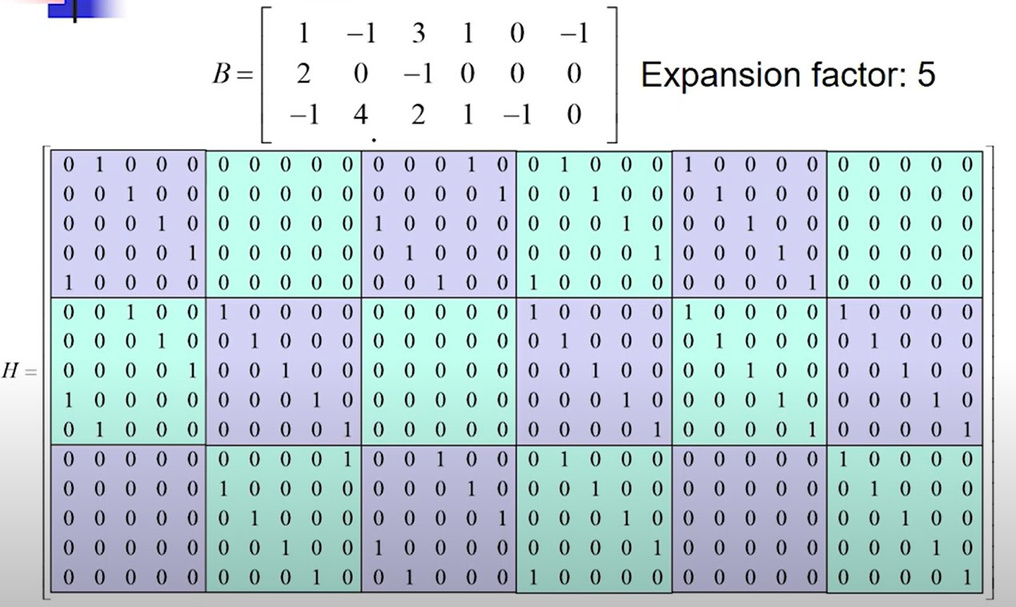 1 −1 3 1 0 −1
B = 2 0 −1 0 0 0 Expansion factor: 5
−1 4 2 1 −1 0
0 1 0 0 0 0 0 0 0 0 0 0 0 1 0 0 1 0 0 0 1 0 0 0 0 0 0 0 0 0
0 0 1 0 0 0 0 0 0 0 0 0 0 0 1 0 0 1 0 0 0 1 0 0 0 0 0 0 0 0
0 0 0 1 0 0 0 0 0 0 1 0 0 0 0 0 0 0 1 0 0 0 1 0 0 0 0 0 0 0
0 0 0 0 1 0 0 0 0 0 0 1 0 0 0 0 0 0 0 1 0 0 0 1 0 0 0 0 0 0
1 0 0 0 0 0 0 0 0 0 0 0 1 0 0 1 0 0 0 0 0 0 0 0 1 0 0 0 0 0
0 0 1 0 0 1 0 0 0 0 0 0 0 0 0 1 0 0 0 0 1 0 0 0 0 1 0 0 0 0
0 0 0 1 0 0 1 0 0 0 0 0 0 0 0 0 1 0 0 0 0 1 0 0 0 0 1 0 0 0
H = 0 0 0 0 1 0 0 1 0 0 0 0 0 0 0 0 0 1 0 0 0 0 1 0 0 0 0 1 0 0
1 0 0 0 0 0 0 0 1 0 0 0 0 0 0 0 0 0 1 0 0 0 0 1 0 0 0 0 1 0
0 1 0 0 0 0 0 0 0 1 0 0 0 0 0 0 0 0 0 1 0 0 0 0 1 0 0 0 0 1
0 0 0 0 0 0 0 0 0 1 0 0 1 0 0 0 1 0 0 0 0 0 0 0 0 1 0 0 0 0
0 0 0 0 0 1 0 0 0 0 0 0 0 1 0 0 0 1 0 0 0 0 0 0 0 0 1 0 0 0
0 0 0 0 0 0 1 0 0 0 0 0 0 0 1 0 0 0 1 0 0 0 0 0 0 0 0 1 0 0
0 0 0 0 0 0 0 1 0 0 1 0 0 0 0 0 0 0 0 1 0 0 0 0 0 0 0 0 1 0
0 0 0 0 0 0 0 0 1 0 0 1 0 0 0 1 0 0 0 0 0 0 0 0 0 0 0 0 0 1